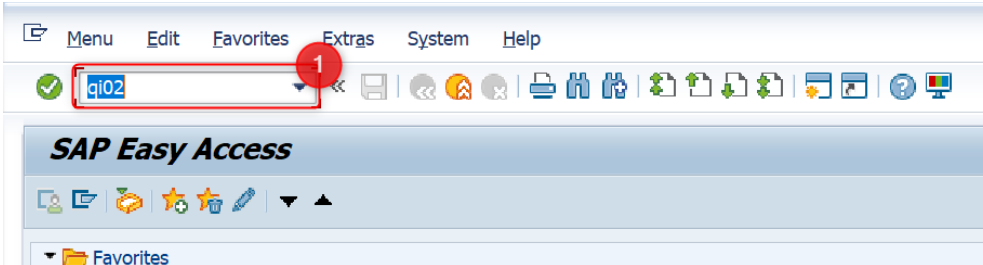 Menu Edit Favorites Extras System Help
1
qi02
SAP Easy Access
Favorites